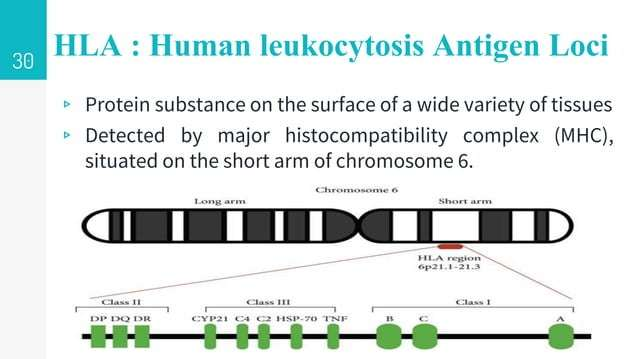 30
HLA : Human leukocytosis Antigen Loci
Protein substance on the surface of a wide variety of tissues
Detected by major histocompatibility complex (MHC),
situated on the short arm of chromosome 6.
Chromosome 6
Long arm Short arm
HLA region
6p21.1-21.3
Class II Class III Class I
DP DQ DR CYP21 C4 C2 HSP-70 TNF B C A